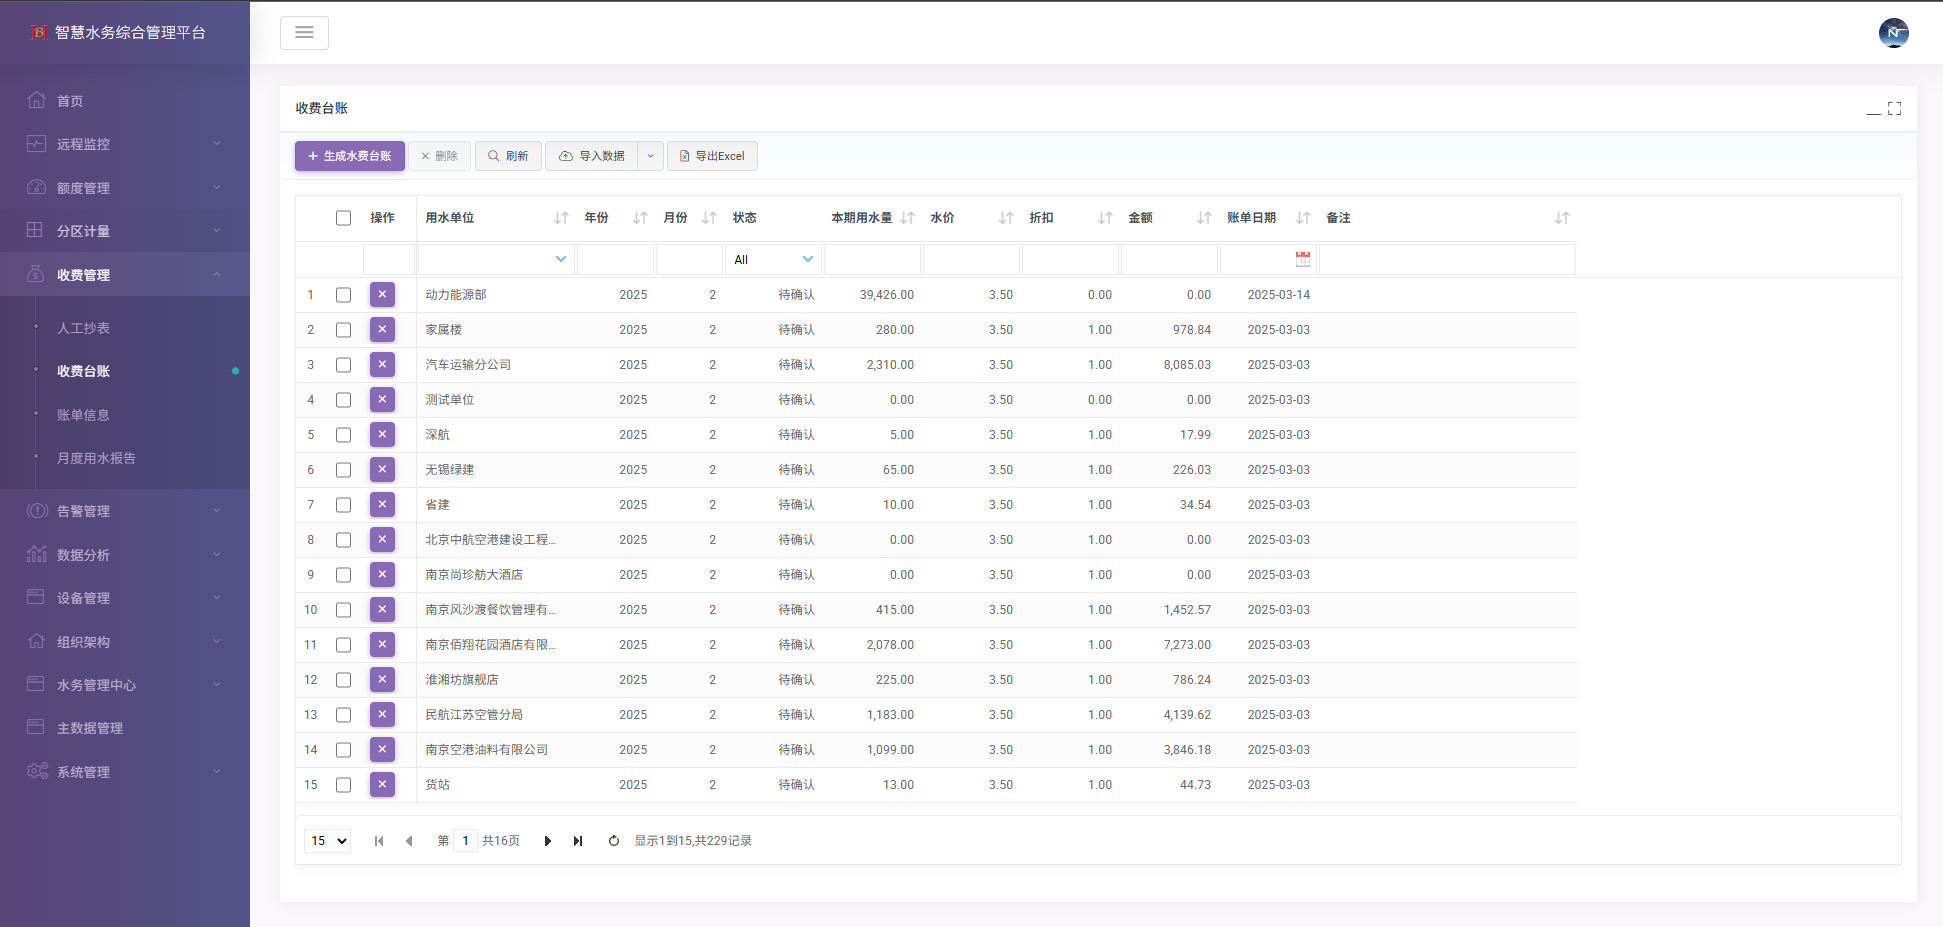 智慧水务综合管理平台
首页
远程监控
额度管理
分区计量
收费管理
人工抄表
收费台账
账单信息
月度用水报告
告警管理
数据分析
设备管理
组织架构
水务管理中心
主数据管理
系统管理
收费台账
生成水费台账 删除 刷新 导入数据 导出Excel
操作 用水单位 年份 月份 状态 本期用水量 水价 折扣 金额 账单日期 备注
All
1 动力能源部 2025 2 待确认 39,426.00 3.50 0.00 0.00 2025-03-14
2 家属楼 2025 2 待确认 280.00 3.50 1.00 978.84 2025-03-03
3 汽车运输分公司 2025 2 待确认 2,310.00 3.50 1.00 8,085.03 2025-03-03
4 测试单位 2025 2 待确认 0.00 3.50 0.00 0.00 2025-03-03
5 深航 2025 2 待确认 5.00 3.50 1.00 17.99 2025-03-03
6 无锡绿建 2025 2 待确认 65.00 3.50 1.00 226.03 2025-03-03
7 省建 2025 2 待确认 10.00 3.50 1.00 34.54 2025-03-03
8 北京中航空港建设工程... 2025 2 待确认 0.00 3.50 1.00 0.00 2025-03-03
9 南京尚珍舫大酒店 2025 2 待确认 0.00 3.50 1.00 0.00 2025-03-03
10 南京风沙渡餐饮管理有... 2025 2 待确认 415.00 3.50 1.00 1,452.57 2025-03-03
11 南京佰翔花园酒店有限... 2025 2 待确认 2,078.00 3.50 1.00 7,273.00 2025-03-03
12 淮湘坊旗舰店 2025 2 待确认 225.00 3.50 1.00 786.24 2025-03-03
13 民航江苏空管分局 2025 2 待确认 1,183.00 3.50 1.00 4,139.62 2025-03-03
14 南京空港油料有限公司 2025 2 待确认 1,099.00 3.50 1.00 3,846.18 2025-03-03
15 货站 2025 2 待确认 13.00 3.50 1.00 44.73 2025-03-03
15 第 1 共16页 显示1到15,共229记录